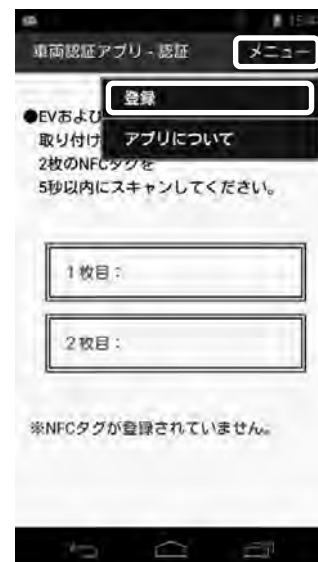 車両認証アプリ - 認証
メニュー
登録
アプリについて
●EVおよび
取り付け
2枚のNFCタグを
5秒以内にスキャンしてください。
1枚目：
2枚目：
※NFCタグが登録されていません。